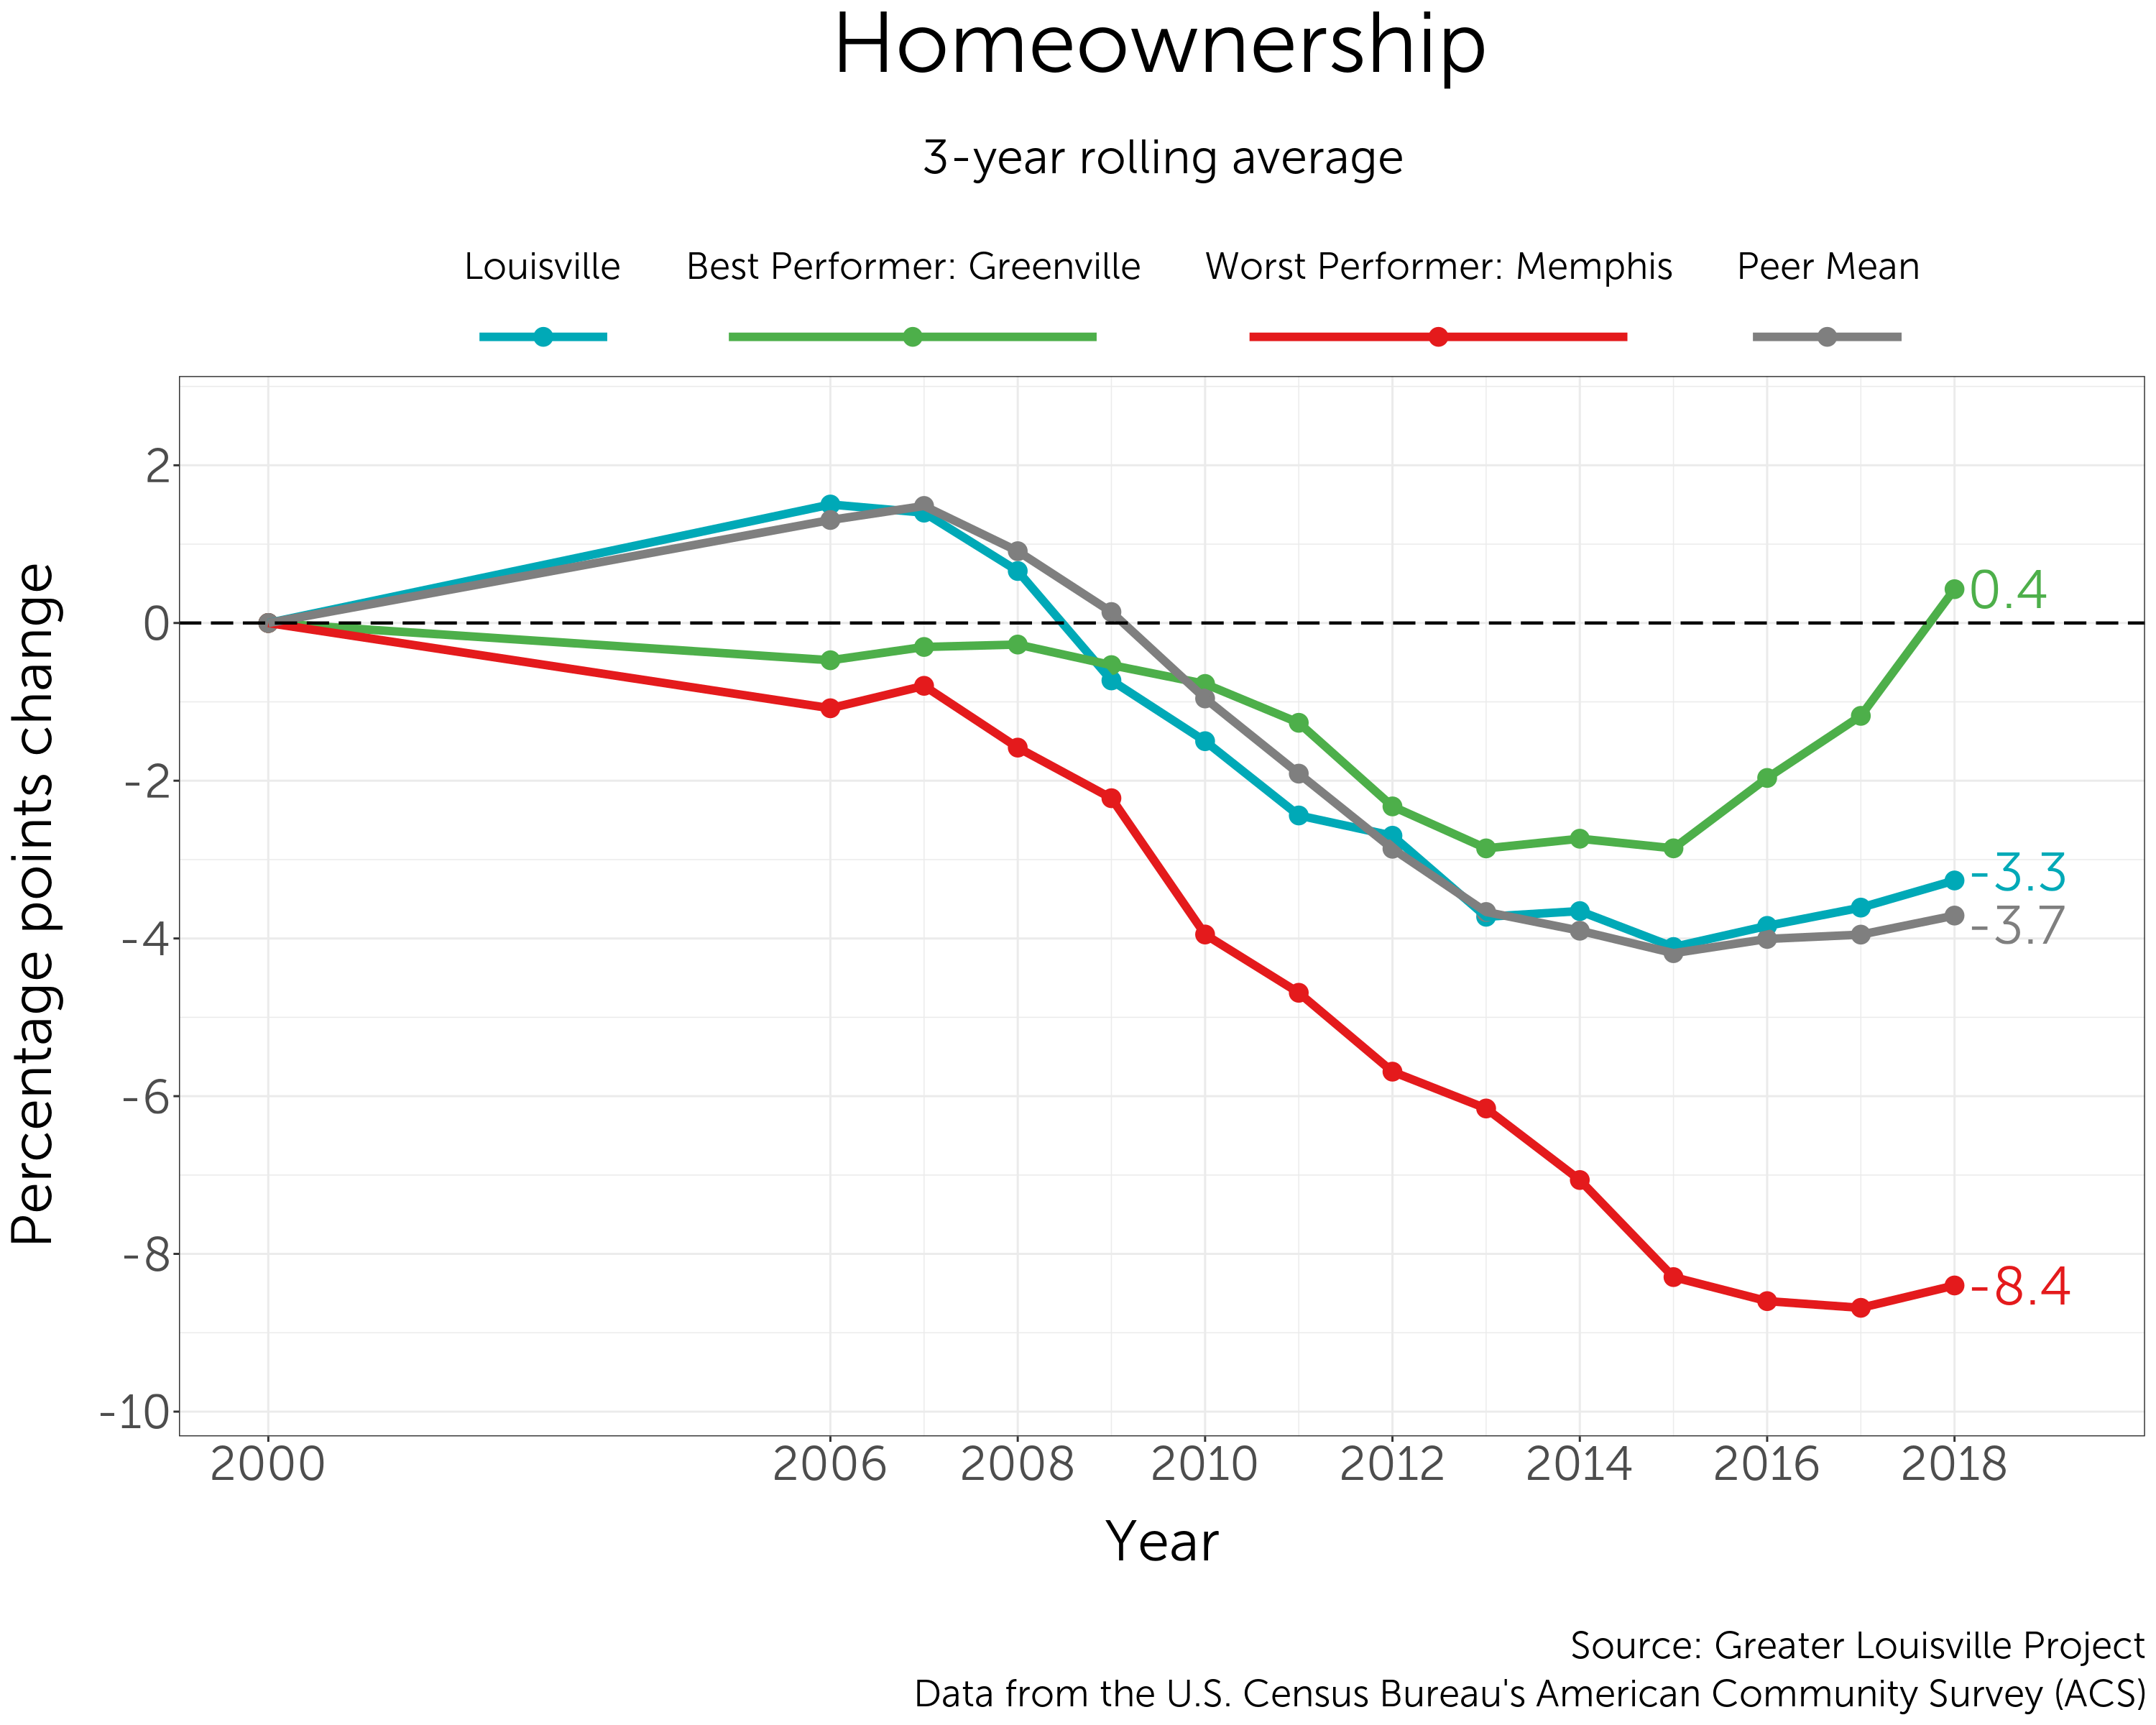 Homeownership
3-year rolling average
Louisville Best Performer: Greenville Worst Performer: Memphis Peer Mean
Percentage points change
2
0
-2
-4
-6
-8
-10
0.4
-3.3
-3.7
-8.4
2000 2006 2008 2010 2012 2014 2016 2018
Year
Source: Greater Louisville Project
Data from the U.S. Census Bureau's American Community Survey (ACS)